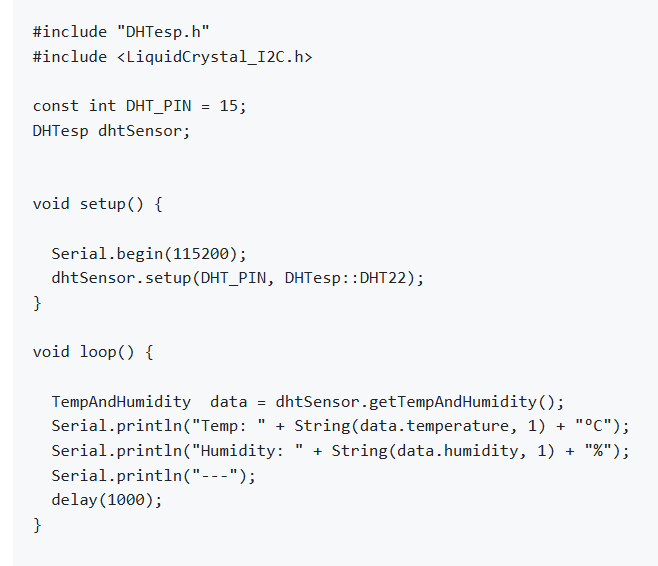 #include "DHTesp.h"
#include <LiquidCrystal_I2C.h>
const int DHT_PIN = 15;
DHTesp dhtSensor;
void setup() {
Serial.begin(115200);
dhtSensor.setup(DHT_PIN, DHTesp::DHT22);
}
void loop() {
TempAndHumidity  data = dhtSensor.getTempAndHumidity();
Serial.println("Temp: " + String(data.temperature, 1) + "°C");
Serial.println("Humidity: " + String(data.humidity, 1) + "%");
Serial.println("---");
delay(1000);
}